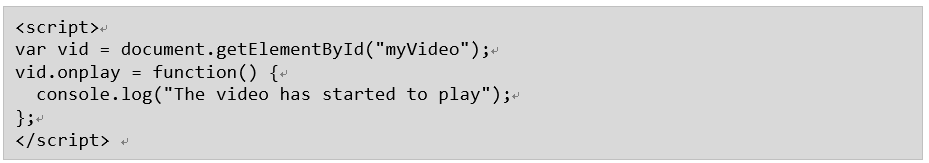 <script>
var vid = document.getElementById("myVideo");
vid.onplay = function() {
  console.log("The video has started to play");
};
</script>